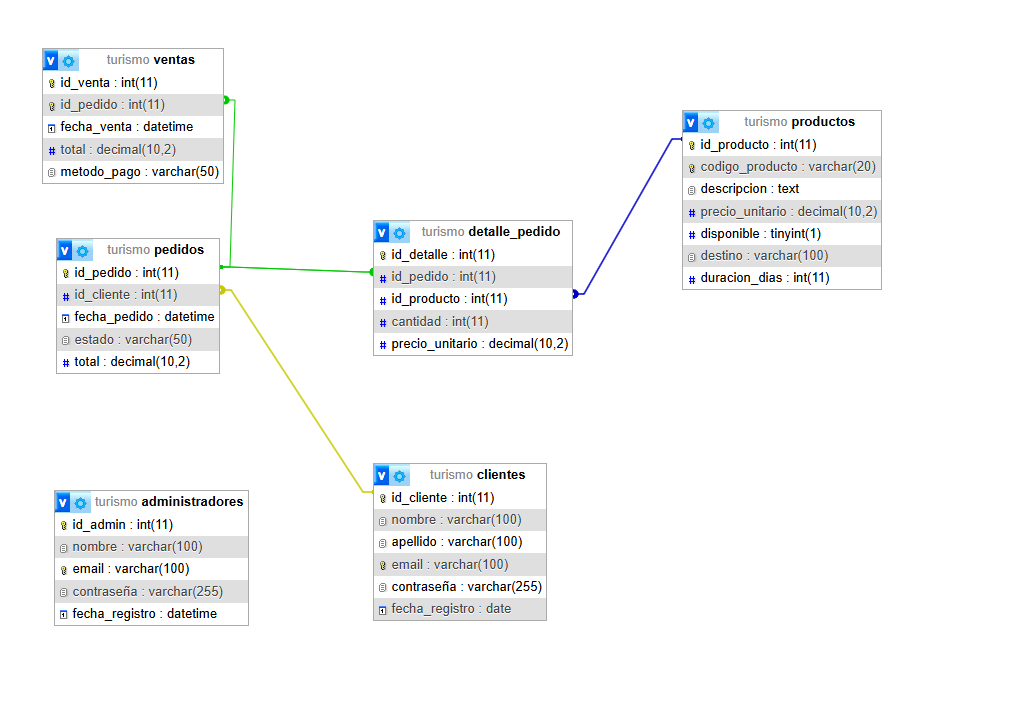 turismo ventas
id_venta : int(11)
id_pedido : int(11)
fecha_venta : datetime
total : decimal(10,2)
metodo_pago : varchar(50)
turismo pedidos
id_pedido : int(11)
id_cliente : int(11)
fecha_pedido : datetime
estado : varchar(50)
total : decimal(10,2)
turismo detalle_pedido
id_detalle : int(11)
id_pedido : int(11)
id_producto : int(11)
cantidad : int(11)
precio_unitario : decimal(10,2)
turismo productos
id_producto : int(11)
codigo_producto : varchar(20)
descripcion : text
precio_unitario : decimal(10,2)
disponible : tinyint(1)
destino : varchar(100)
duracion_dias : int(11)
turismo administradores
id_admin : int(11)
nombre : varchar(100)
email : varchar(100)
contraseña : varchar(255)
fecha_registro : datetime
turismo clientes
id_cliente : int(11)
nombre : varchar(100)
apellido : varchar(100)
email : varchar(100)
contraseña : varchar(255)
fecha_registro : date